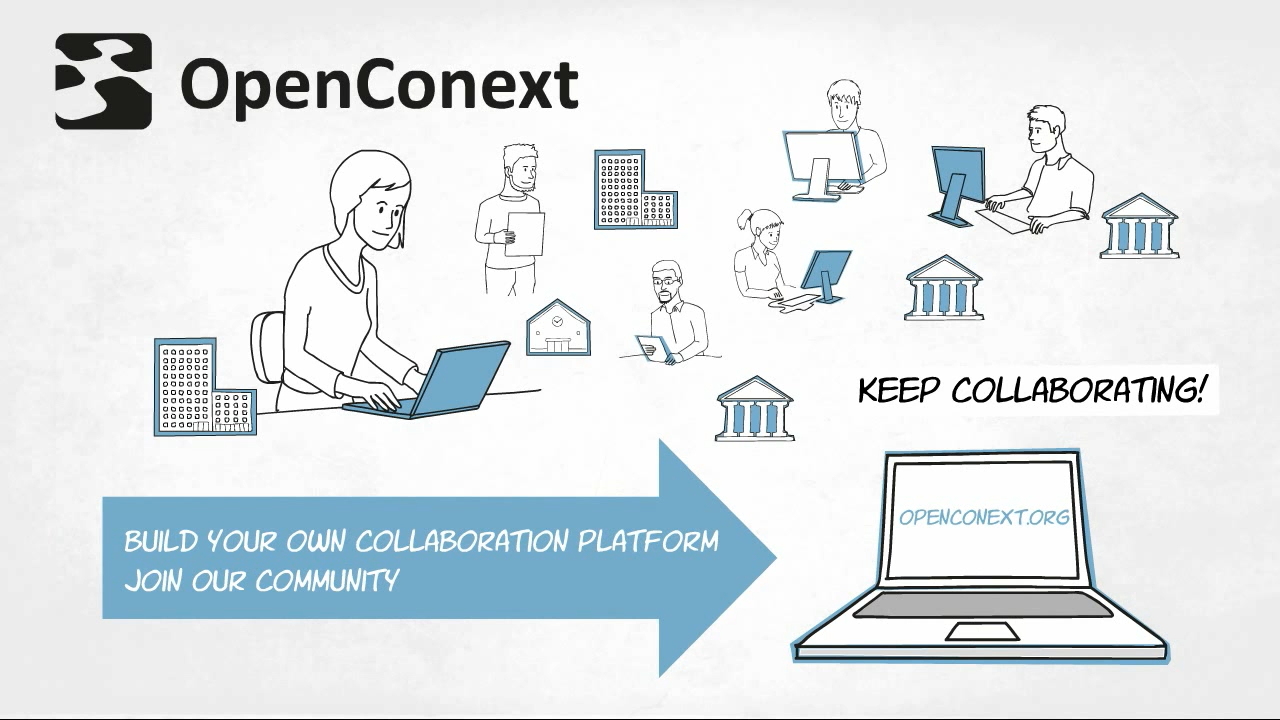 OpenConext
KEEP COLLABORATING!
BUILD YOUR OWN COLLABORATION PLATFORM
JOIN OUR COMMUNITY
OPENCONEXT.ORG